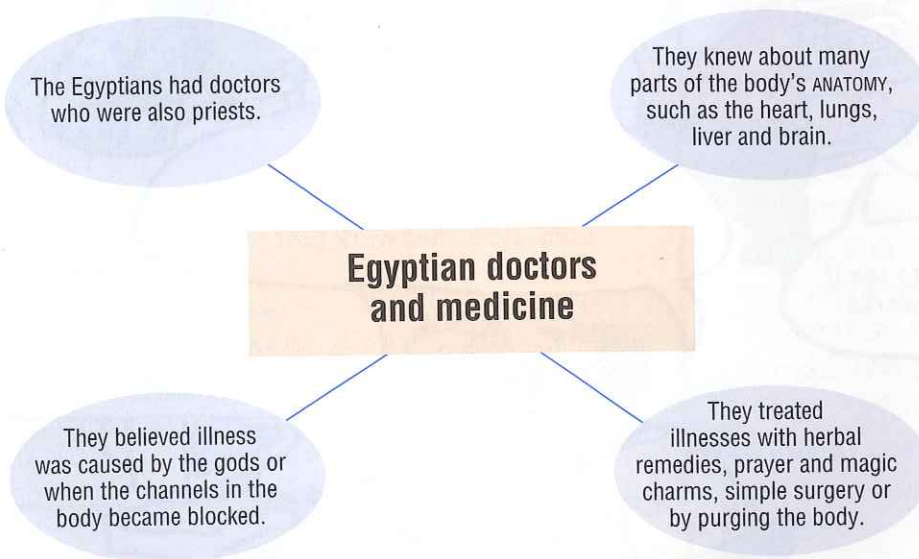 The Egyptians had doctors
who were also priests.
They knew about many
parts of the body's ANATOMY,
such as the heart, lungs,
liver and brain.
Egyptian doctors
and medicine
They believed illness
was caused by the gods or
when the channels in the
body became blocked.
They treated
illnesses with herbal
remedies, prayer and magic
charms, simple surgery or
by purging the body.